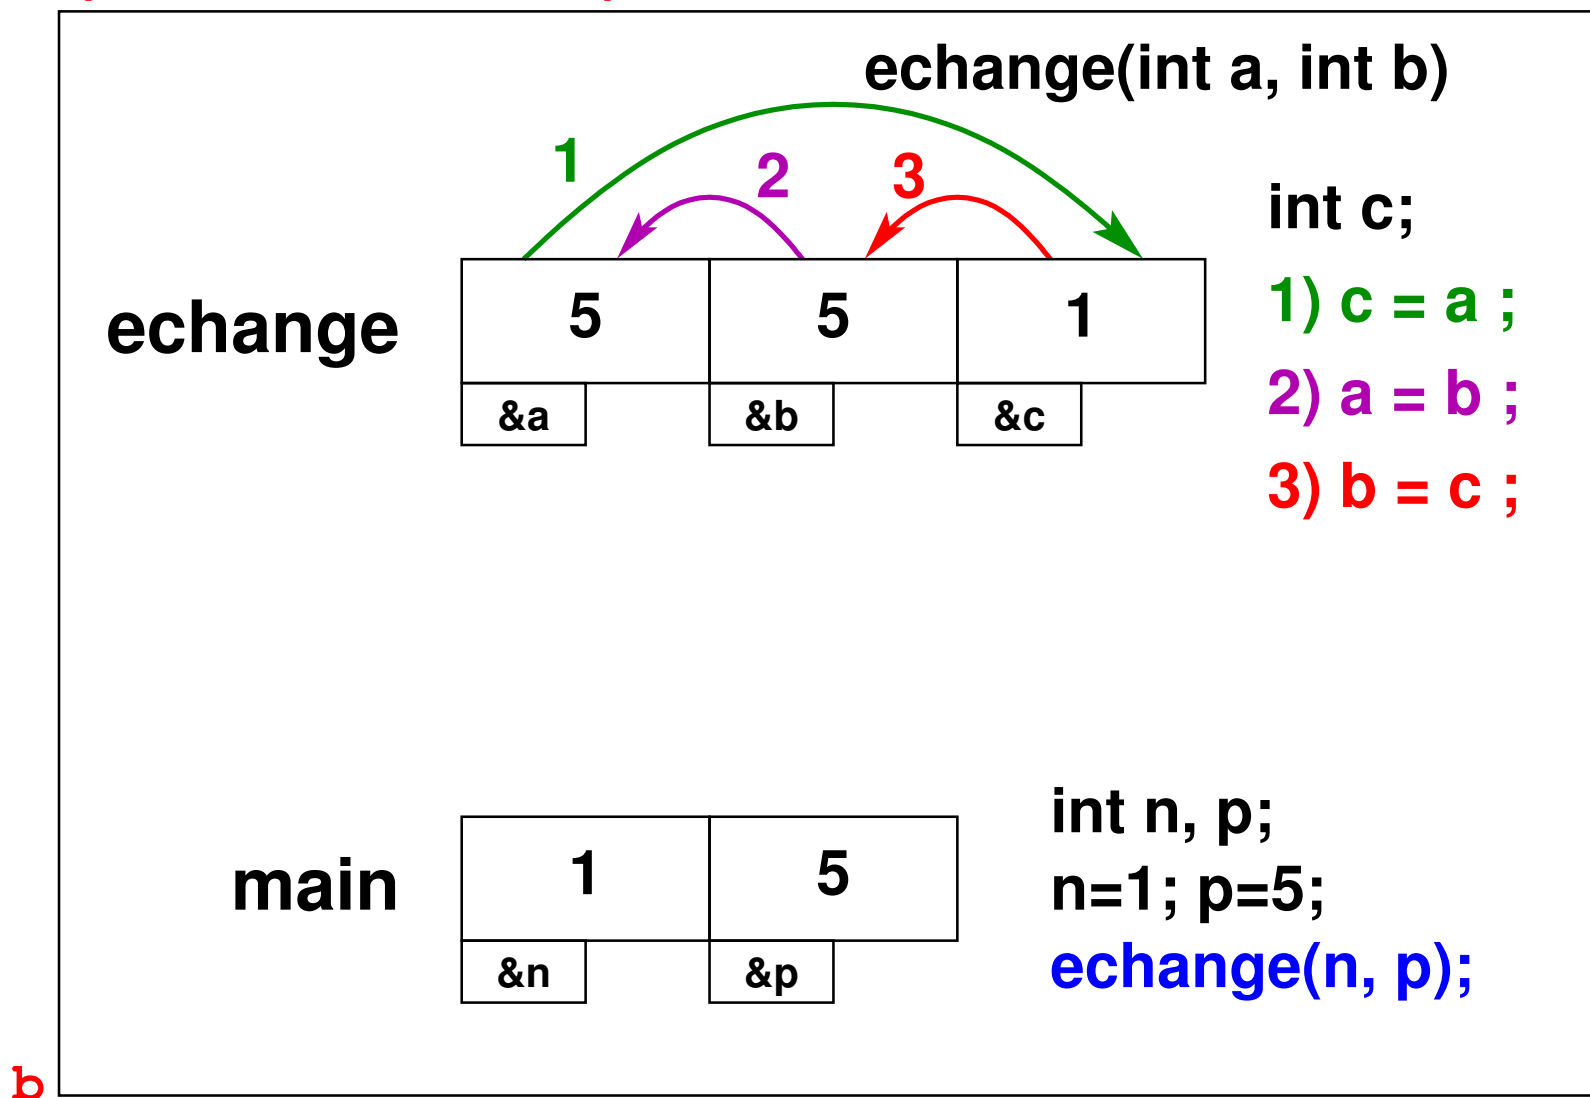 echange(int a, int b)
1 2 3
int c;
1) c = a ;
echange 5 5 1
2) a = b ;
&a &b &c
3) b = c ;
int n, p;
main 1 5
n=1; p=5;
&n &p
echange(n, p);
b